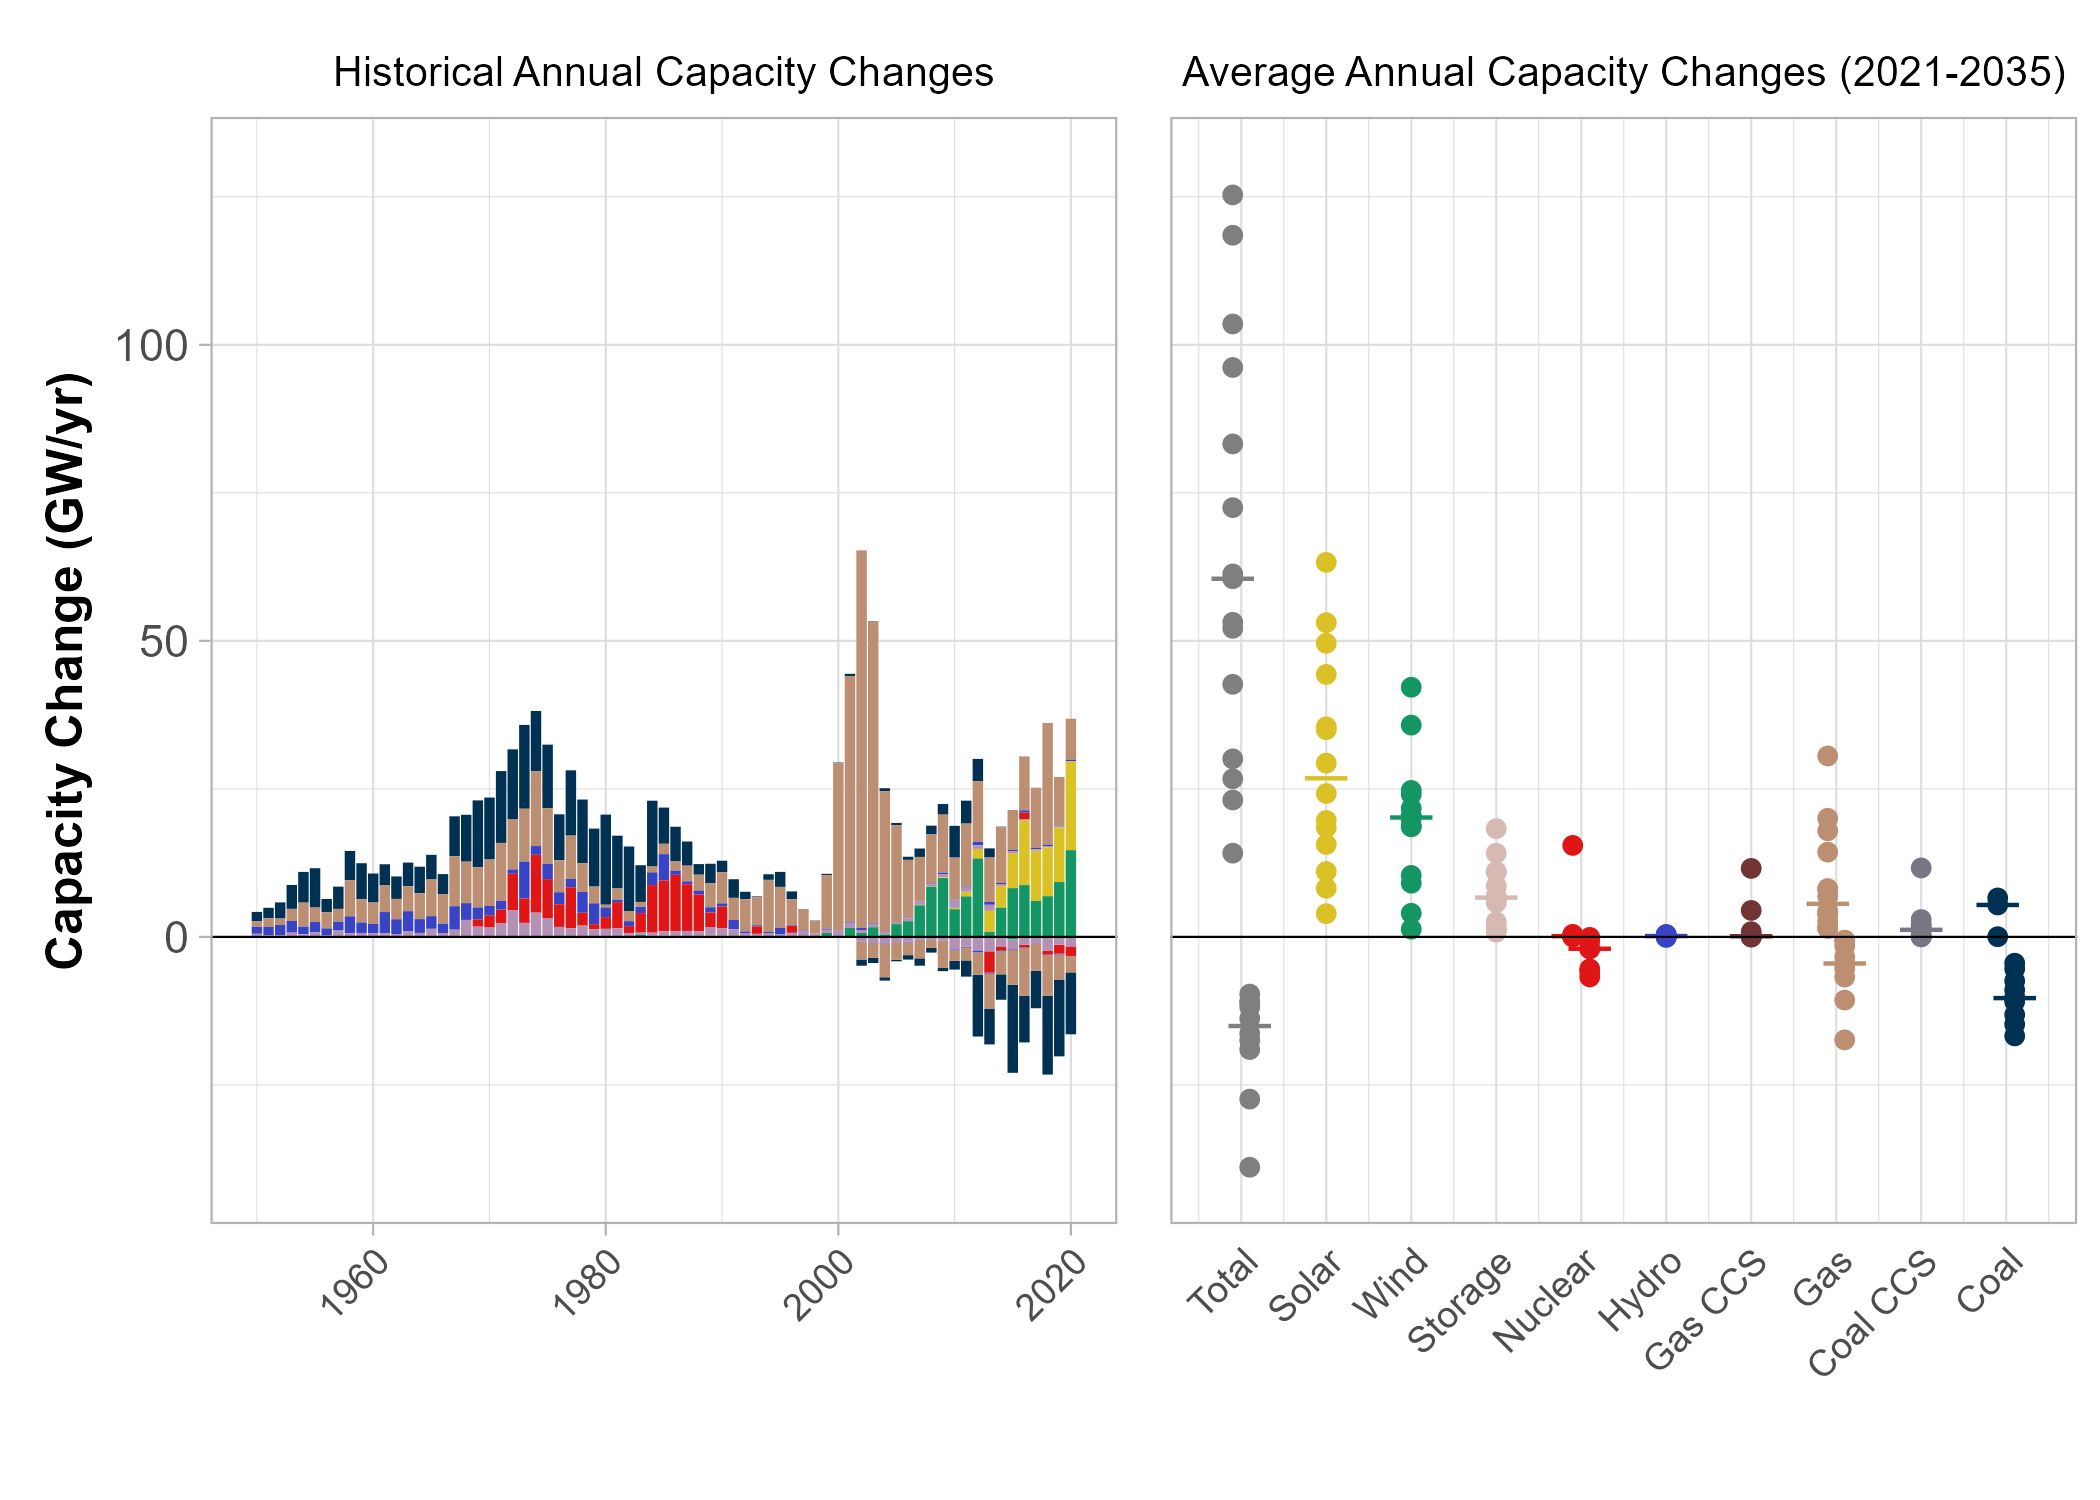 Historical Annual Capacity Changes
Average Annual Capacity Changes (2021-2035)
Capacity Change (GW/yr)
100
50
0
1960
1980
2000
2020
Total
Solar
Wind
Storage
Nuclear
Hydro
Gas CCS
Gas
Coal CCS
Coal